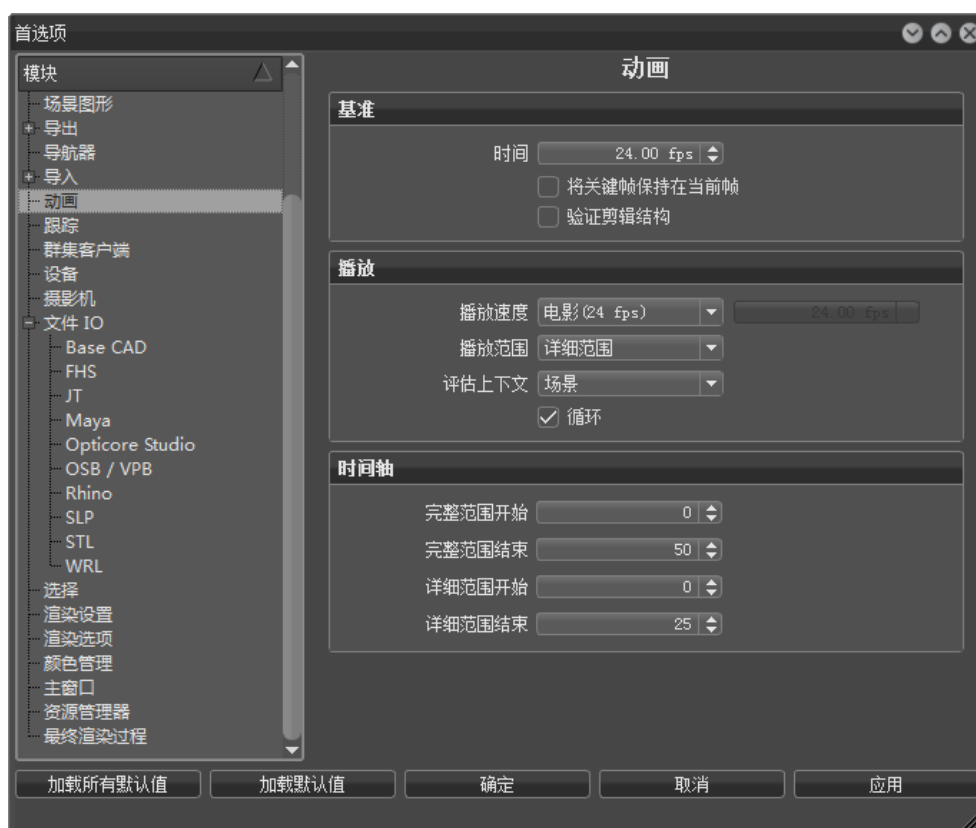 首选项
模块
场景图形
导出
导航器
导入
动画
跟踪
群集客户端
设备
摄影机
文件 IO
Base CAD
FHS
JT
Maya
Opticore Studio
OSB / VPB
Rhino
SLP
STL
WRL
选择
渲染设置
渲染选项
颜色管理
主窗口
资源管理器
最终渲染过程
动画
基准
时间 24.00 fps
将关键帧保持在当前帧
验证剪辑结构
播放
播放速度 电影(24 fps) 24.00 fps
播放范围 详细范围
评估上下文 场景
循环
时间轴
完整范围开始 0
完整范围结束 50
详细范围开始 0
详细范围结束 25
加载所有默认值 加载默认值 确定 取消 应用